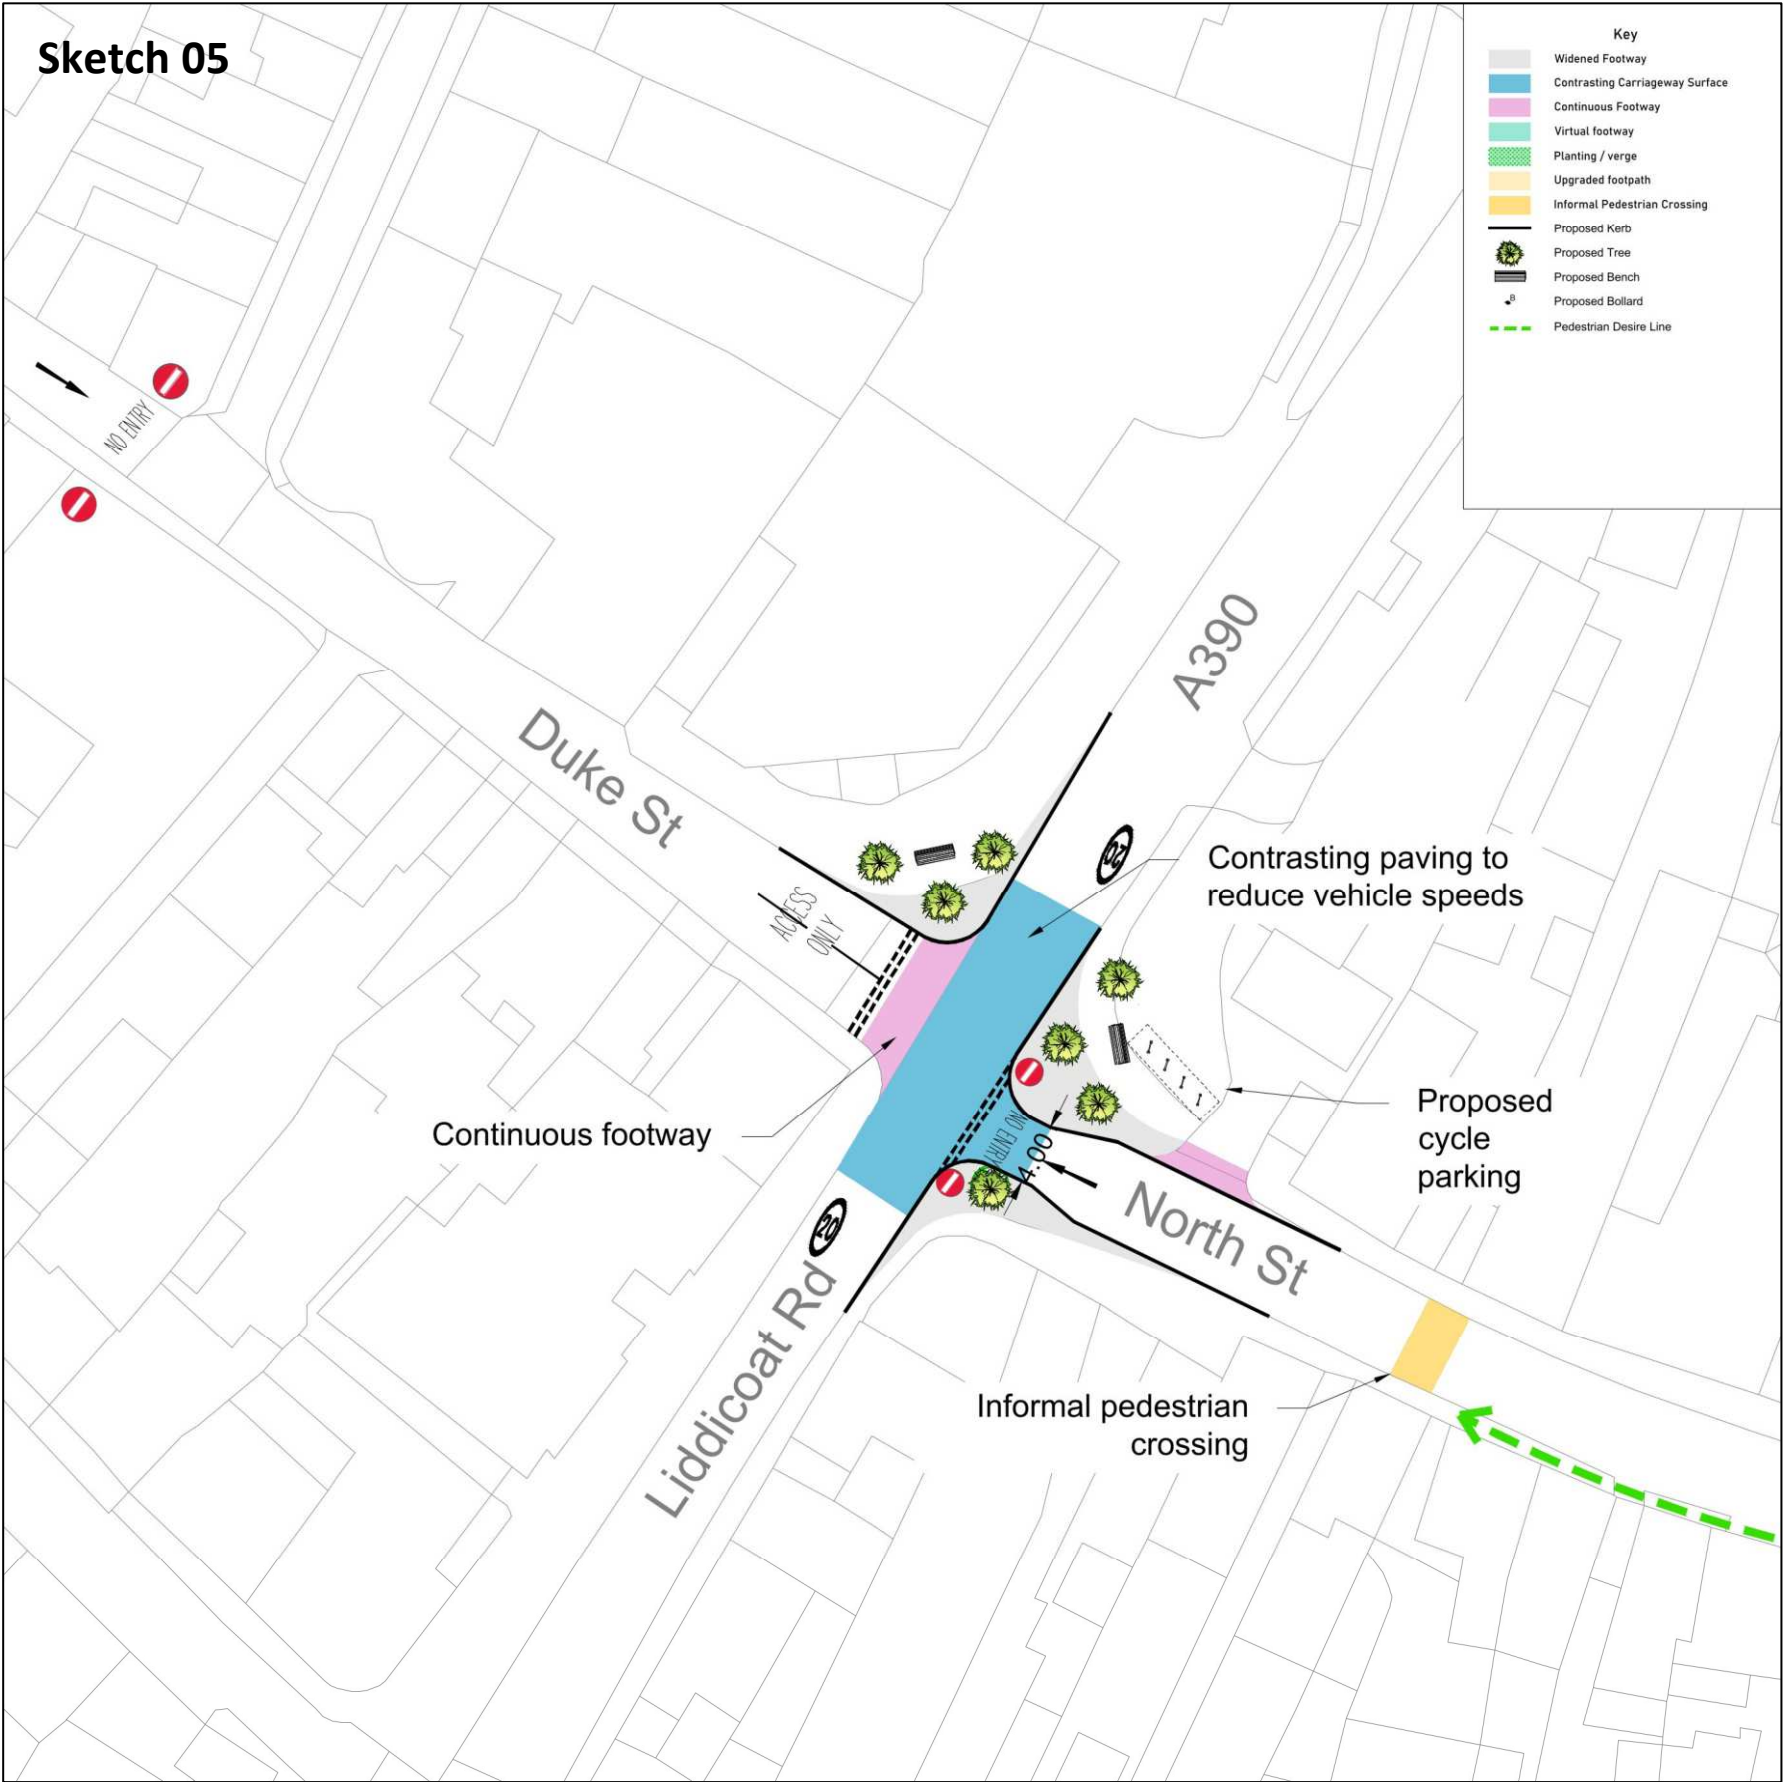 Sketch 05
Key
Widened Footway
Contrasting Carriageway Surface
Continuous Footway
Virtual footway
Planting / verge
Upgraded footpath
Informal Pedestrian Crossing
Proposed Kerb
Proposed Tree
Proposed Bench
B
Proposed Bollard
Pedestrian Desire Line
NO ENTRY
A390
Duke St
20
Contrasting paving to
reduce vehicle speeds
ACCESS
ONLY
Continuous footway
NO ENTRY
4.00
Proposed
cycle
parking
North St
20
Liddicoat Rd
Informal pedestrian
crossing